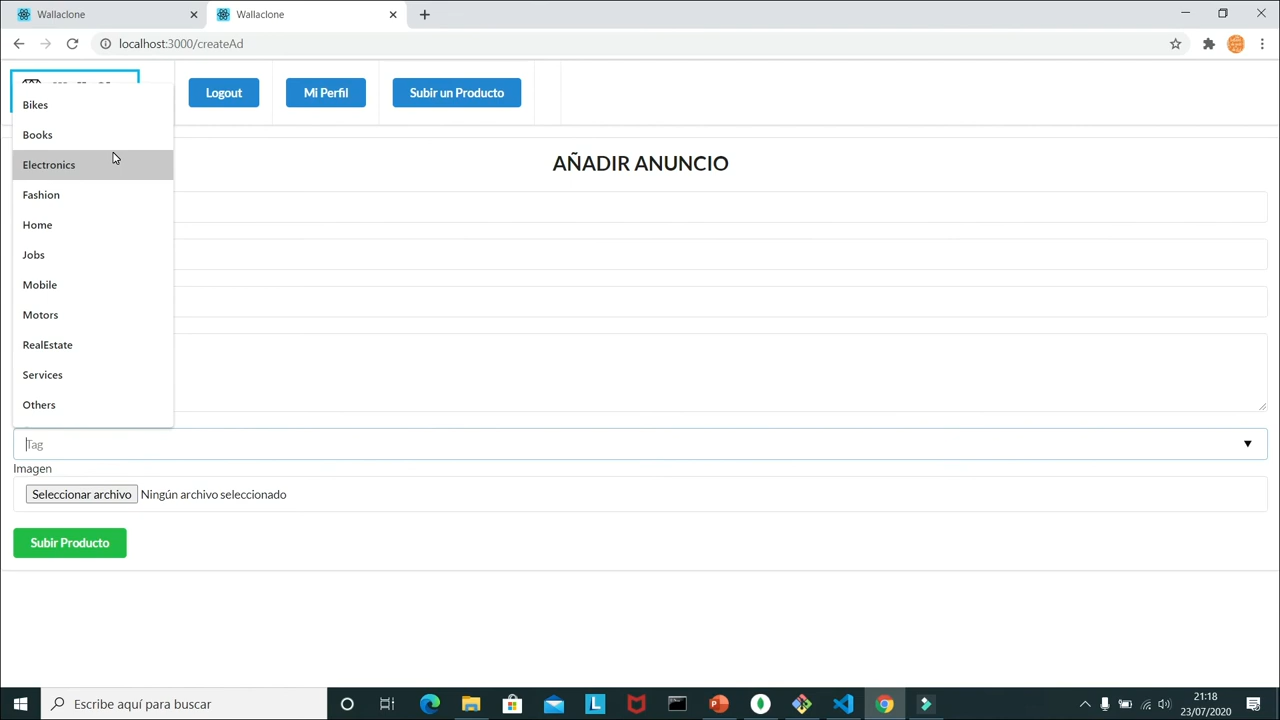 Wallaclone
Wallaclone
localhost:3000/createAd
Logout
Mi Perfil
Subir un Producto
Bikes
Books
Electronics
Fashion
Home
Jobs
Mobile
Motors
RealEstate
Services
Others
AÑADIR ANUNCIO
Tag
Imagen
Seleccionar archivo Ningún archivo seleccionado
Subir Producto
Escribe aquí para buscar
21:18
23/07/2020